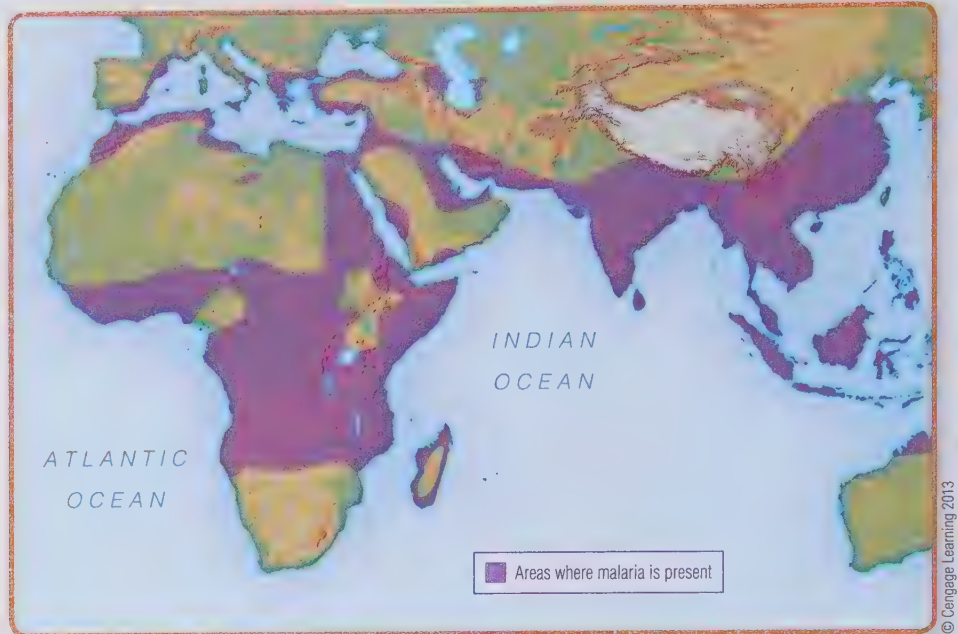 INDIAN
OCEAN
ATLANTIC
OCEAN
Areas where malaria is present
© Cengage Learning 2013